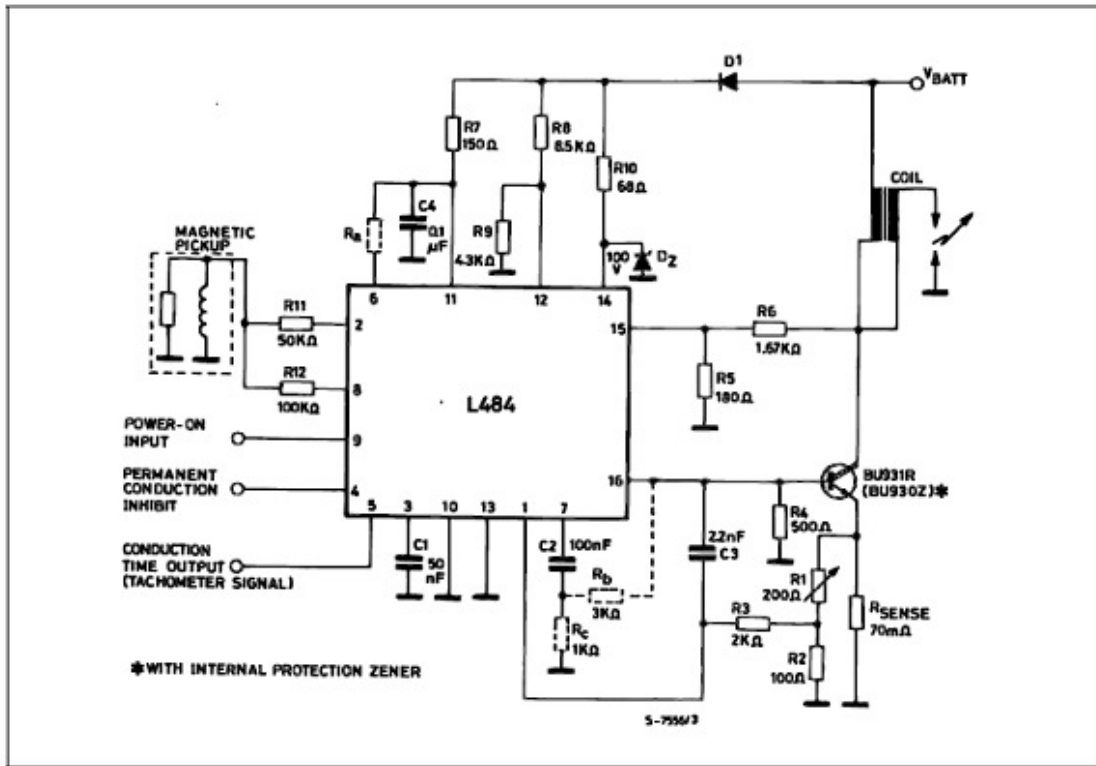 D1
VBATT
R7
150Ω
R8
6.5KΩ
R10
68Ω
COIL
C4
0.1
µF
Ra
R9
4.3KΩ
100
V
DZ
MAGNETIC
PICKUP
6
11
12
14
R11
50KΩ
2
15
R6
1.67KΩ
R12
100KΩ
8
L484
R5
180Ω
POWER-ON
INPUT
9
PERMANENT
CONDUCTION
INHIBIT
4
16
BU931R
(BU930Z)*
5
3
10
13
1
7
R4
500Ω
CONDUCTION
TIME OUTPUT
(TACHOMETER SIGNAL)
C1
50
nF
C2
100nF
2.2nF
C3
Rb
3KΩ
R1
200Ω
RSENSE
70mΩ
Rc
1KΩ
R3
2KΩ
R2
100Ω
*WITH INTERNAL PROTECTION ZENER
S-7556/3